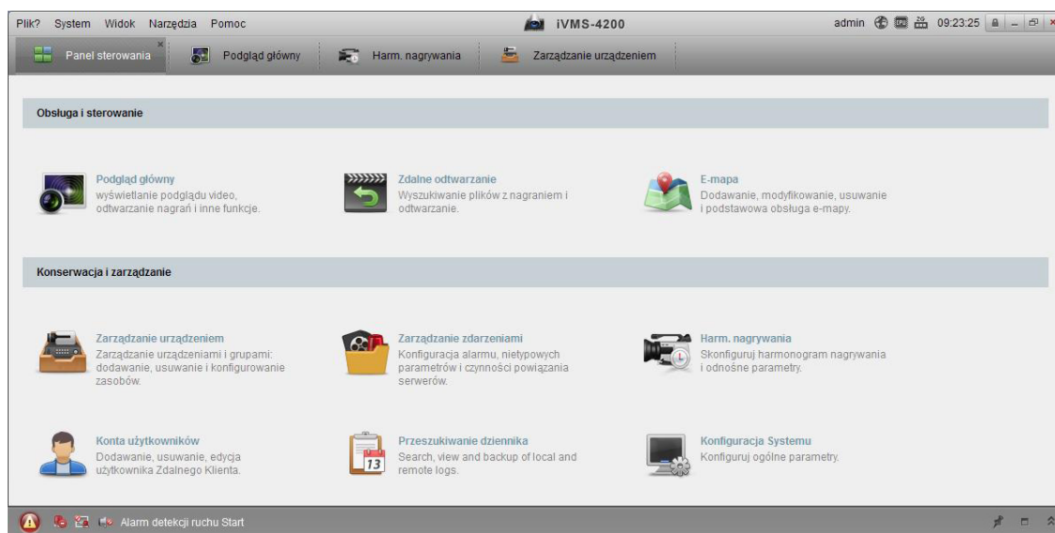 Plik? System Widok Narzędzia Pomoc
iVMS-4200
admin 09:23:25
Panel sterowania
Podgląd główny
Harm. nagrywania
Zarządzanie urządzeniem
Obsługa i sterowanie
Podgląd główny
wyświetlanie podglądu video,
odtwarzanie nagrań i inne funkcje.
Zdalne odtwarzanie
Wyszukiwanie plików z nagraniem i
odtwarzanie.
E-mapa
Dodawanie, modyfikowanie, usuwanie
i podstawowa obsługa e-mapy.
Konserwacja i zarządzanie
Zarządzanie urządzeniem
Zarządzanie urządzeniami i grupami:
dodawanie, usuwanie i konfigurowanie
zasobów.
Zarządzanie zdarzeniami
Konfiguracja alarmu, nietypowych
parametrów i czynności powiązania
serwerów.
Harm. nagrywania
Skonfiguruj harmonogram nagrywania
i odnośne parametry.
Konta użytkowników
Dodawanie, usuwanie, edycja
użytkownika Zdalnego Klienta.
13
Przeszukiwanie dziennika
Search, view and backup of local and
remote logs.
Konfiguracja Systemu
Konfiguruj ogólne parametry.
Alarm detekcji ruchu Start